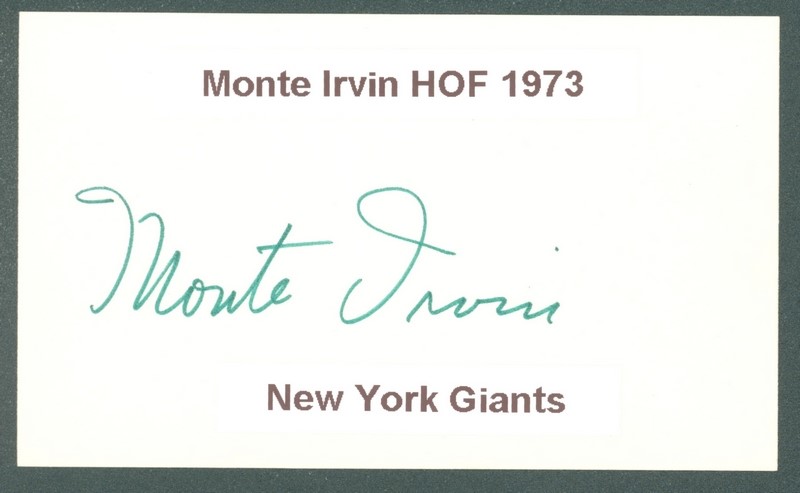 Monte Irvin HOF 1973
Monte Irvin
New York Giants